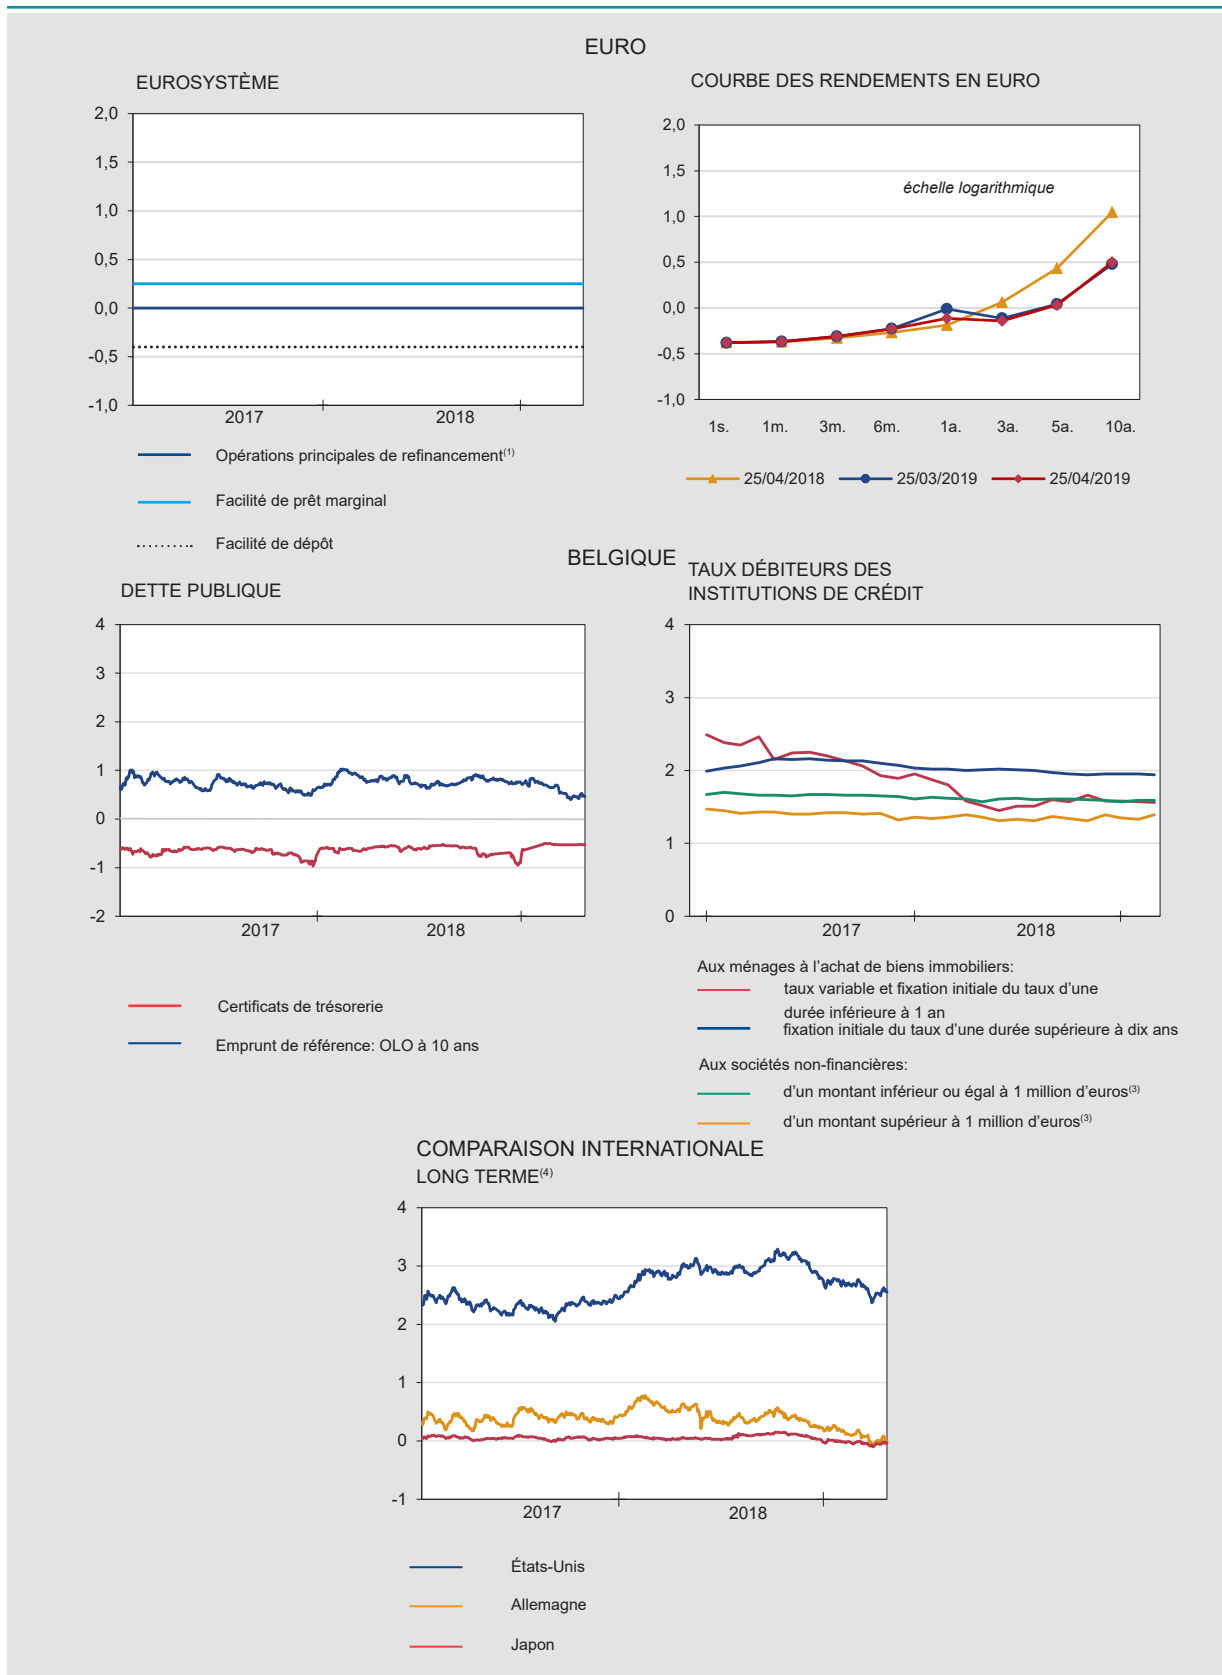 EURO
EUROSYSTÈME
2,0
1,5
1,0
0,5
0,0
-0,5
-1,0
2017
2018
Opérations principales de refinancement(1)
Facilité de prêt marginal
Facilité de dépôt
COURBE DES RENDEMENTS EN EURO
2,0
1,5
1,0
0,5
0,0
-0,5
-1,0
échelle logarithmique
1s.
1m.
3m.
6m.
1a.
3a.
5a.
10a.
25/04/2018
25/03/2019
25/04/2019
BELGIQUE
DETTE PUBLIQUE
4
3
2
1
0
-1
-2
2017
2018
Certificats de trésorerie
Emprunt de référence: OLO à 10 ans
TAUX DÉBITEURS DES
INSTITUTIONS DE CRÉDIT
4
3
2
1
0
2017
2018
Aux ménages à l'achat de biens immobiliers:
taux variable et fixation initiale du taux d'une
durée inférieure à 1 an
fixation initiale du taux d'une durée supérieure à dix ans
Aux sociétés non-financières:
d'un montant inférieur ou égal à 1 million d'euros(3)
d'un montant supérieur à 1 million d'euros(3)
COMPARAISON INTERNATIONALE
LONG TERME(4)
4
3
2
1
0
-1
2017
2018
États-Unis
Allemagne
Japon